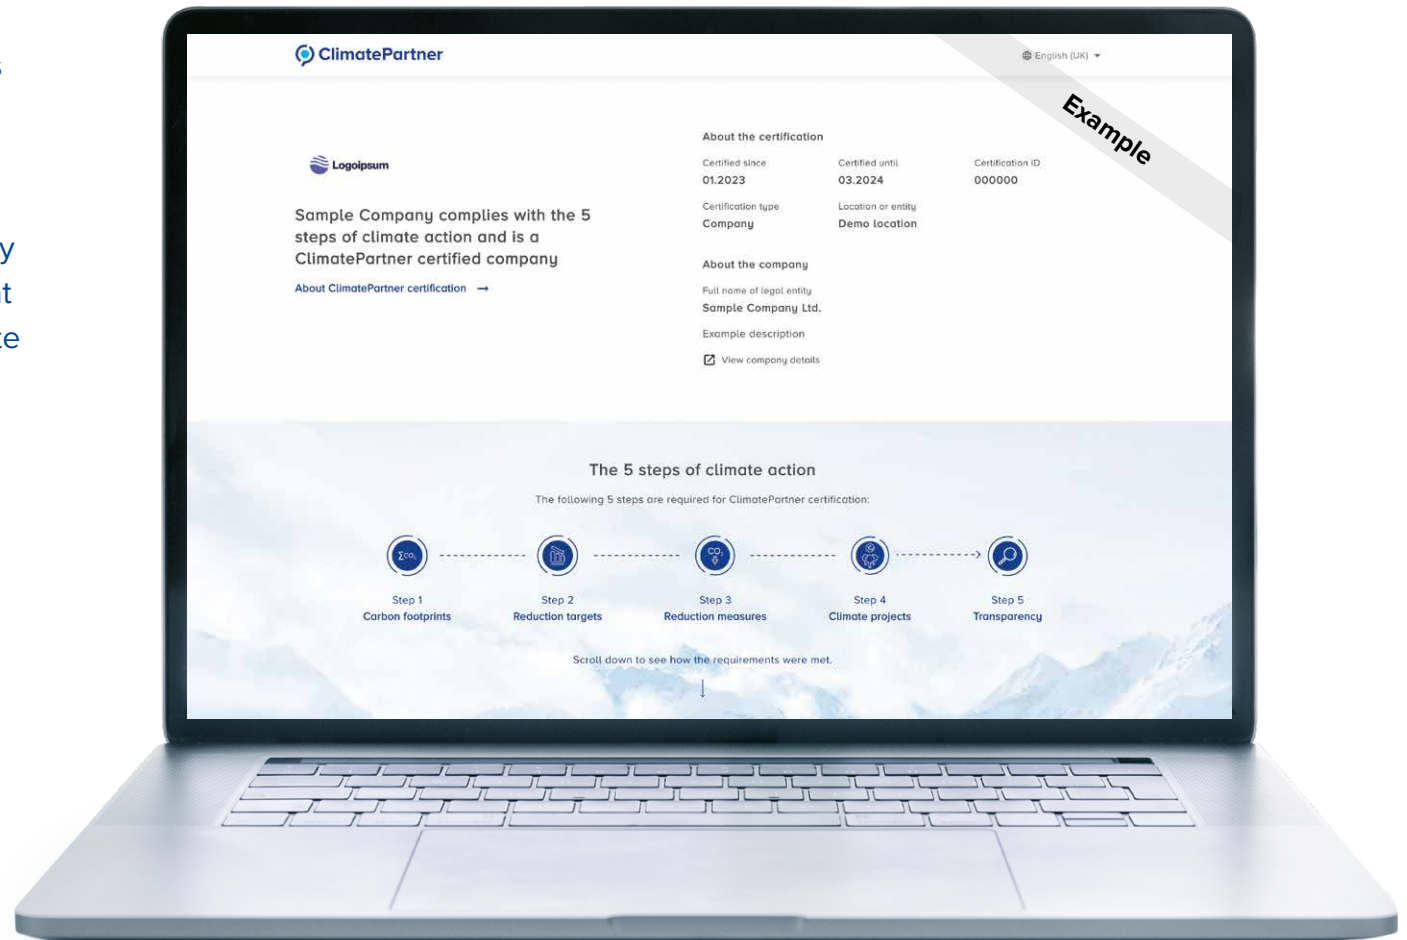 s
y
t
te
ClimatePartner
English (UK)
Example
Logoipsum
Sample Company complies with the 5
steps of climate action and is a
ClimatePartner certified company
About ClimatePartner certification →
About the certification
Certified since
01.2023
Certified until
03.2024
Certification ID
000000
Certification type
Company
Location or entity
Demo location
About the company
Full name of legal entity
Sample Company Ltd.
Example description
View company details
The 5 steps of climate action
The following 5 steps are required for ClimatePartner certification:
ΣCO₂
CO₂
Step 1
Carbon footprints
Step 2
Reduction targets
Step 3
Reduction measures
Step 4
Climate projects
Step 5
Transparency
Scroll down to see how the requirements were met.